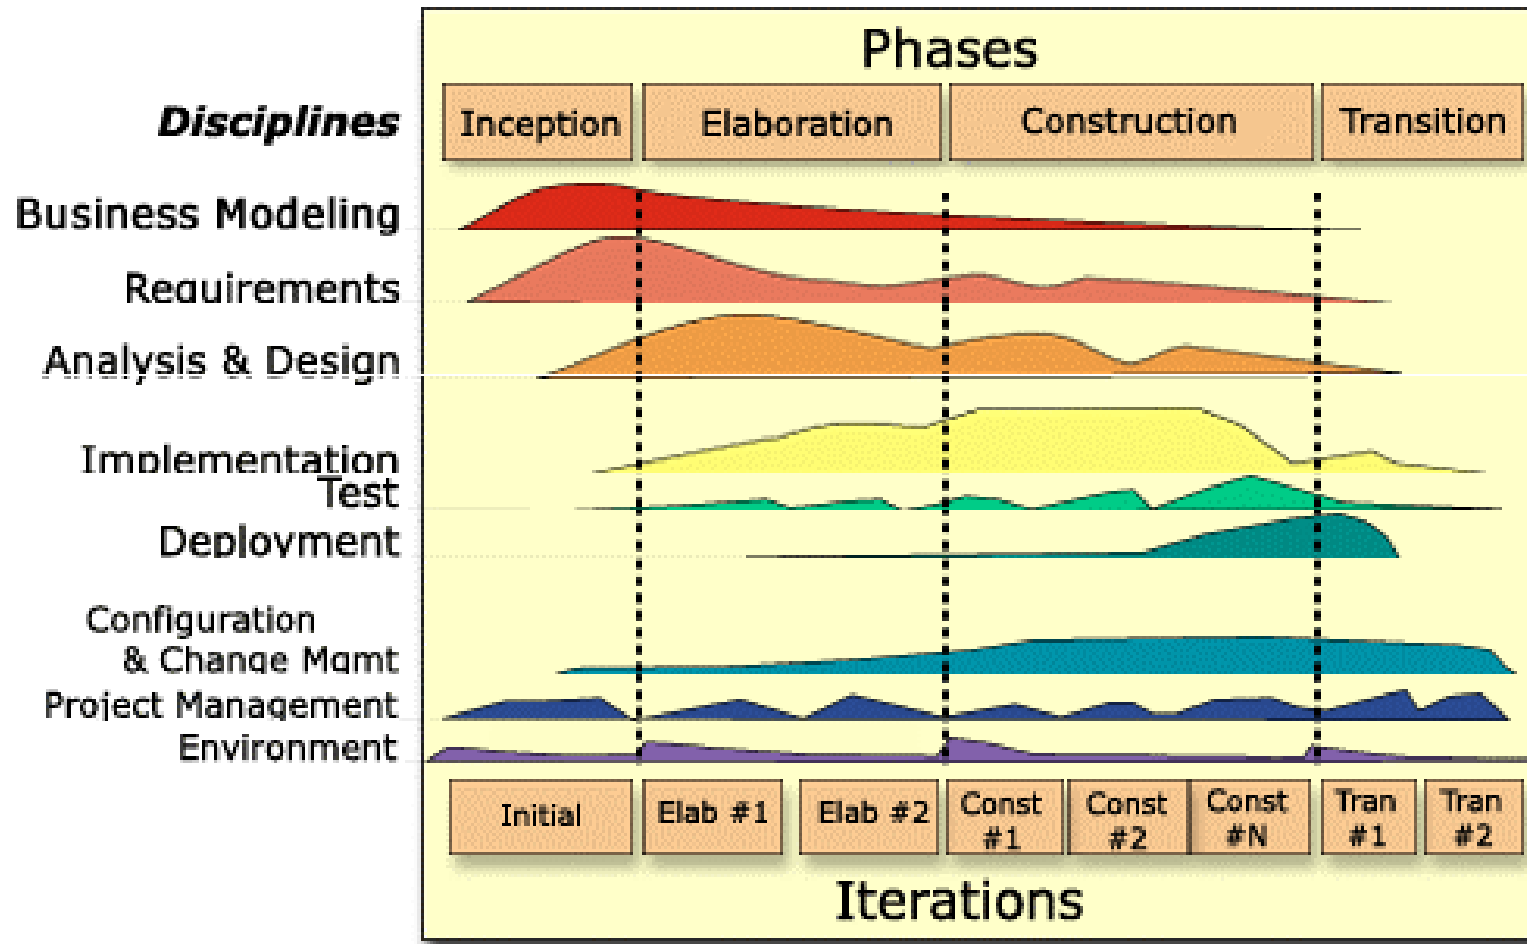 Phases
Disciplines
Inception
Elaboration
Construction
Transition
Business Modeling
Requirements
Analysis & Design
Implementation
Test
Deployment
Configuration
& Change Mgmt
Project Management
Environment
Initial
Elab #1
Elab #2
Const
#1
Const
#2
Const
#N
Tran
#1
Tran
#2
Iterations